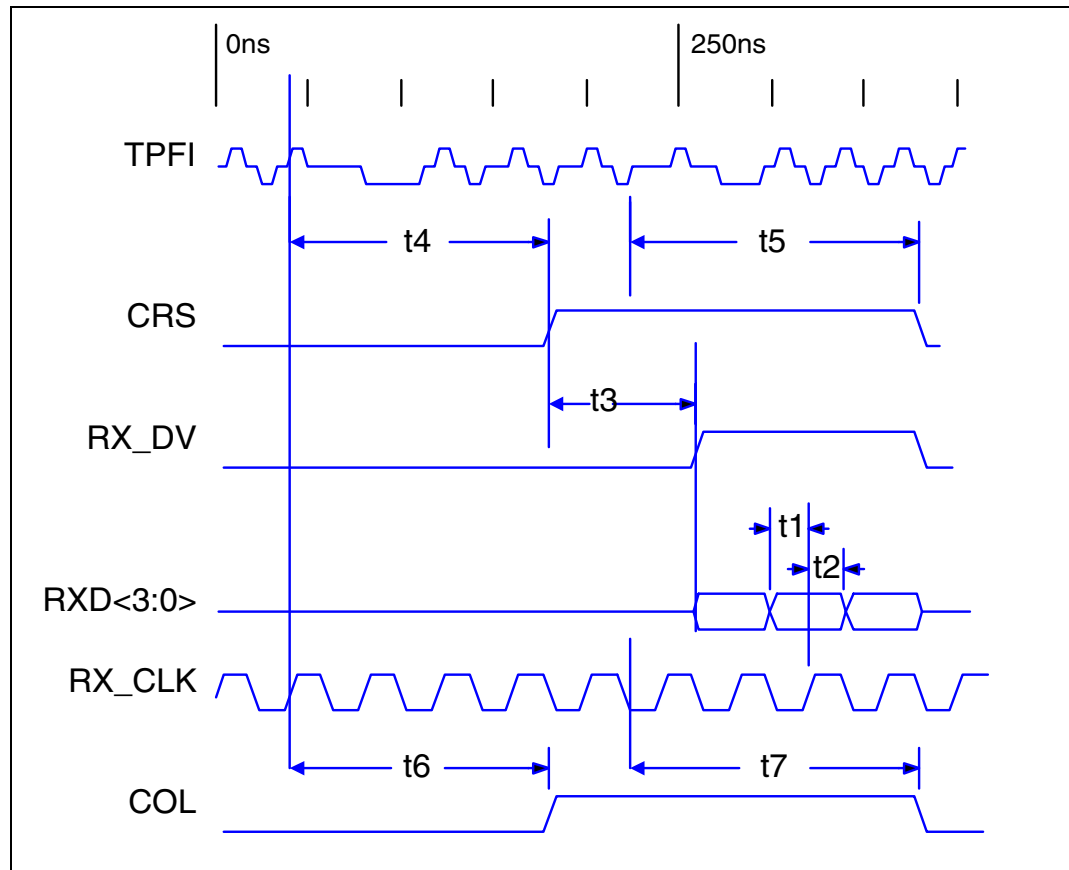 0ns
250ns
TPFI
t4
t5
CRS
t3
RX_DV
t1
t2
RXD<3:0>
RX_CLK
t6
t7
COL